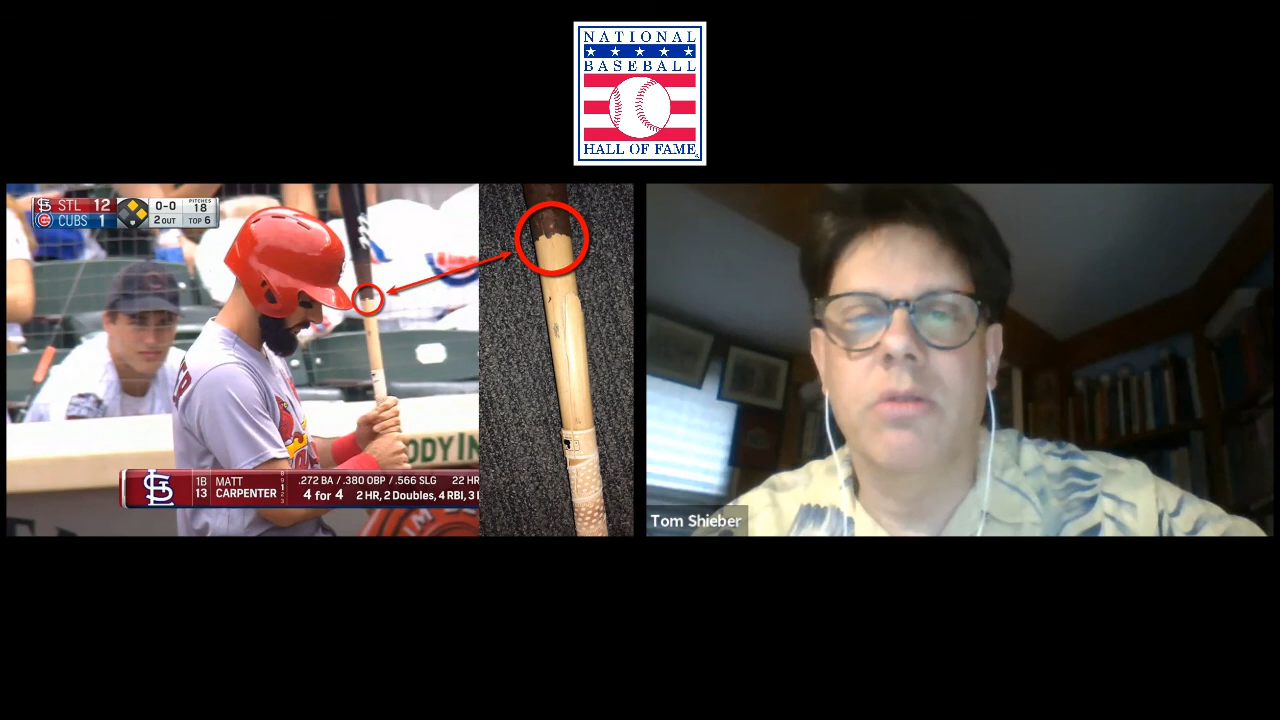 NATIONAL
BASEBALL
HALL OF FAME
STL 12
CUBS 1
0-0
PITCHES
18
2 OUT
TOP 6
ODY IN
1B
13
MATT
CARPENTER
.272 BA / .380 OBP / .566 SLG 22 HR
4 for 4 2 HR, 2 Doubles, 4 RBI, 3
Tom Shieber